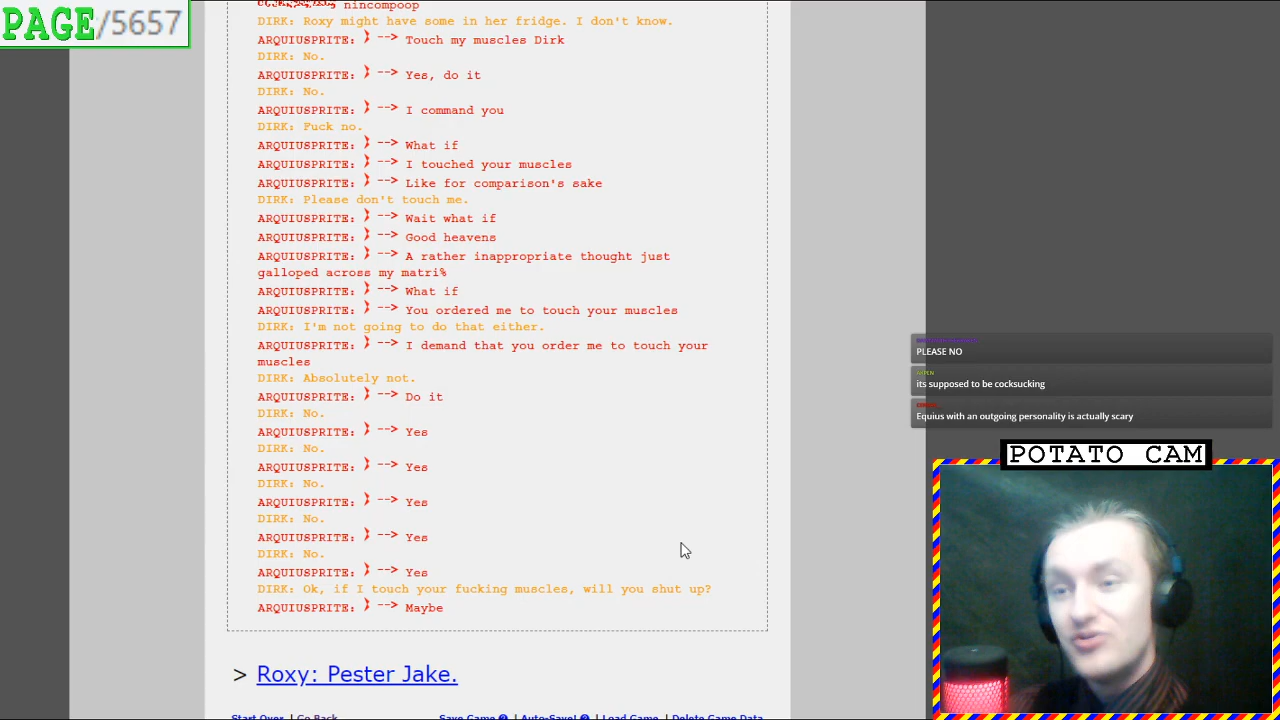 PAGE/5657
nincompoop
DIRK: Roxy might have some in her fridge. I don't know.
ARQUIUSPRITE: --> Touch my muscles Dirk
DIRK: No.
ARQUIUSPRITE: --> Yes, do it
DIRK: No.
ARQUIUSPRITE: --> I command you
DIRK: Fuck no.
ARQUIUSPRITE: --> What if
ARQUIUSPRITE: --> I touched your muscles
ARQUIUSPRITE: --> Like for comparison's sake
DIRK: Please don't touch me.
ARQUIUSPRITE: --> Wait what if
ARQUIUSPRITE: --> Good heavens
ARQUIUSPRITE: --> A rather inappropriate thought just
galloped across my matri%
ARQUIUSPRITE: --> What if
ARQUIUSPRITE: --> You ordered me to touch your muscles
DIRK: I'm not going to do that either.
ARQUIUSPRITE: --> I demand that you order me to touch your
muscles
DIRK: Absolutely not.
ARQUIUSPRITE: --> Do it
DIRK: No.
ARQUIUSPRITE: --> Yes
DIRK: No.
ARQUIUSPRITE: --> Yes
DIRK: No.
ARQUIUSPRITE: --> Yes
DIRK: No.
ARQUIUSPRITE: --> Yes
DIRK: No.
ARQUIUSPRITE: --> Yes
DIRK: Ok, if I touch your fucking muscles, will you shut up?
ARQUIUSPRITE: --> Maybe
> Roxy: Pester Jake.
Start Over | Go Back Save Game | Auto-Save! | Load Game | Delete Game Data
PLEASE NO
its supposed to be cocksucking
Equius with an outgoing personality is actually scary
POTATO CAM